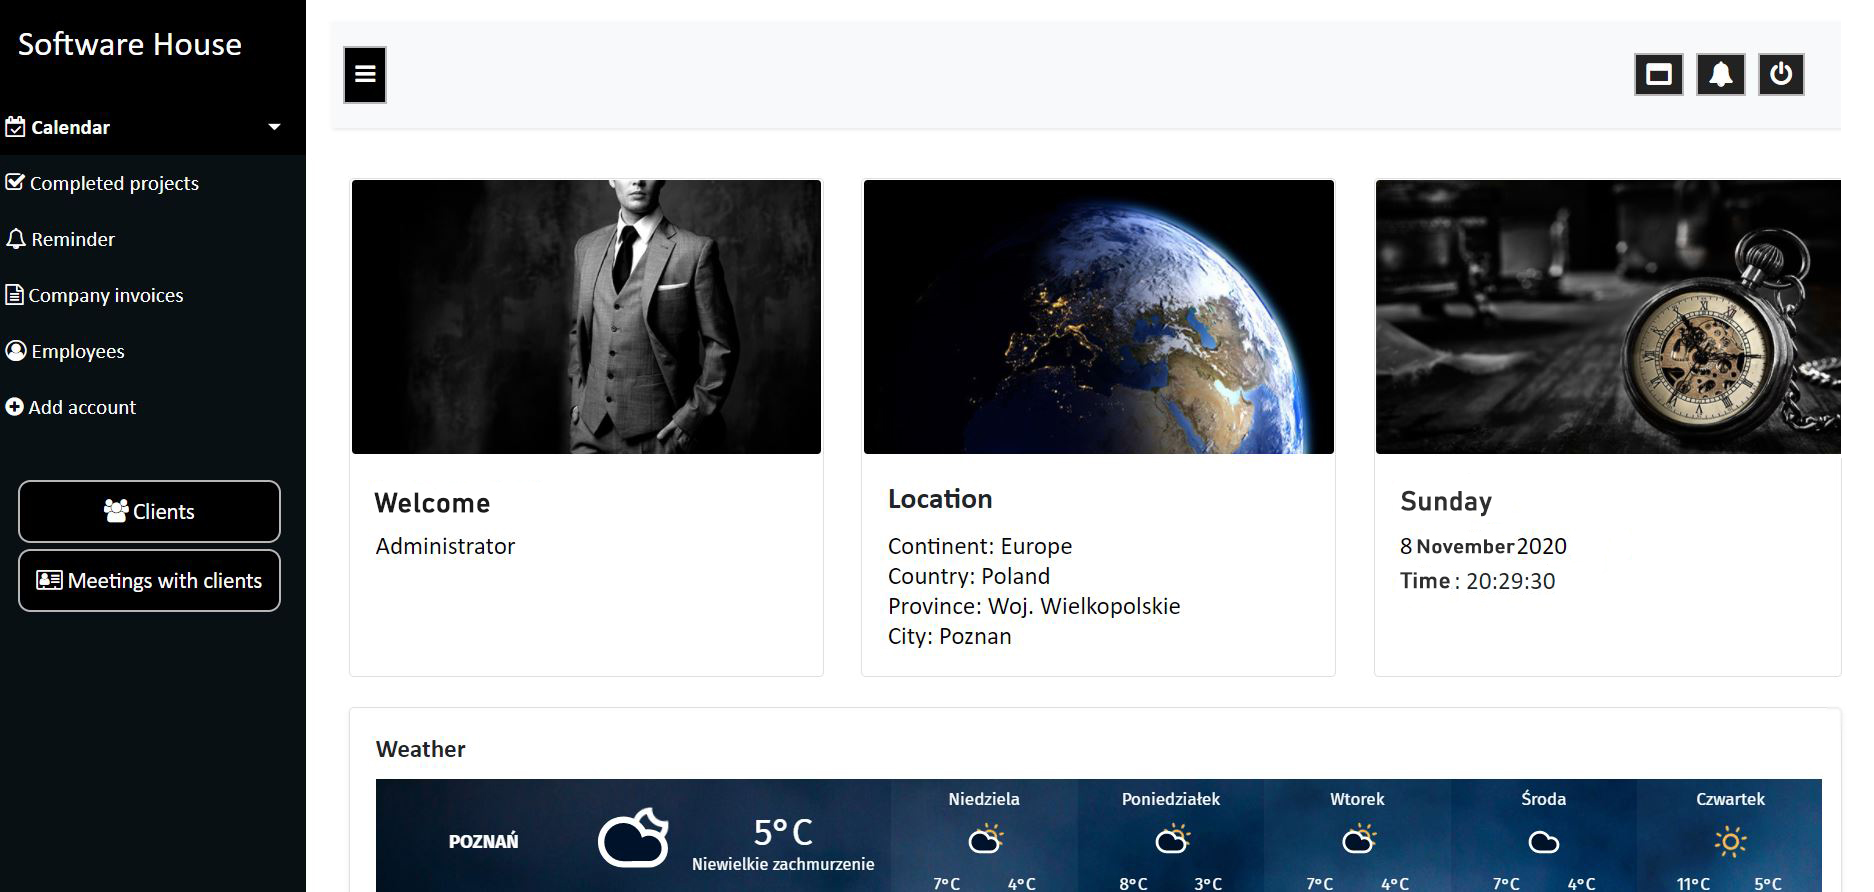 Software House
Calendar
Completed projects
Reminder
Company invoices
Employees
Add account
Clients
Meetings with clients
Welcome
Administrator
Location
Continent: Europe
Country: Poland
Province: Woj. Wielkopolskie
City: Poznan
Sunday
8 November 2020
Time : 20:29:30
Weather
POZNAŃ
5°C
Niewielkie zachmurzenie
Niedziela
7°C 4°C
Poniedziałek
8°C 3°C
Wtorek
7°C 4°C
Środa
7°C 4°C
Czwartek
11°C 5°C